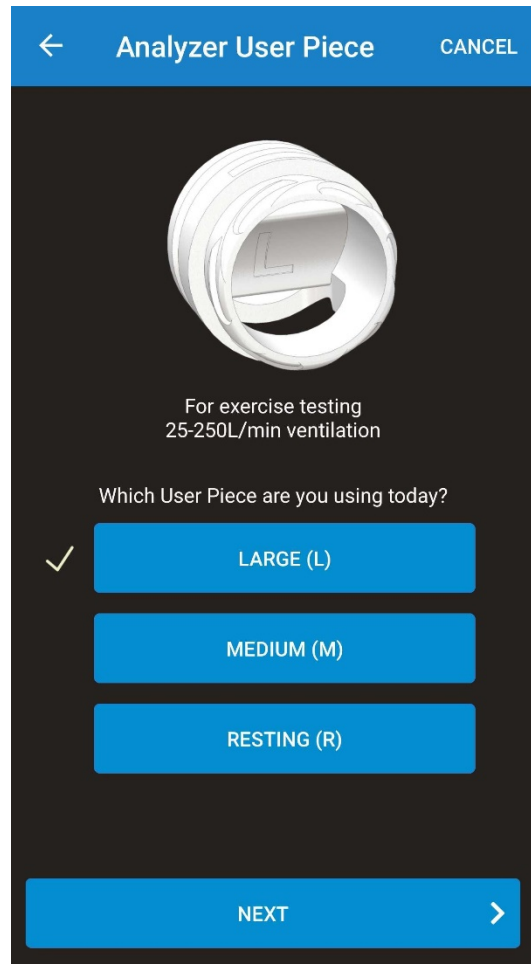 Analyzer User Piece
CANCEL
L
For exercise testing
25-250L/min ventilation
Which User Piece are you using today?
LARGE (L)
MEDIUM (M)
RESTING (R)
NEXT